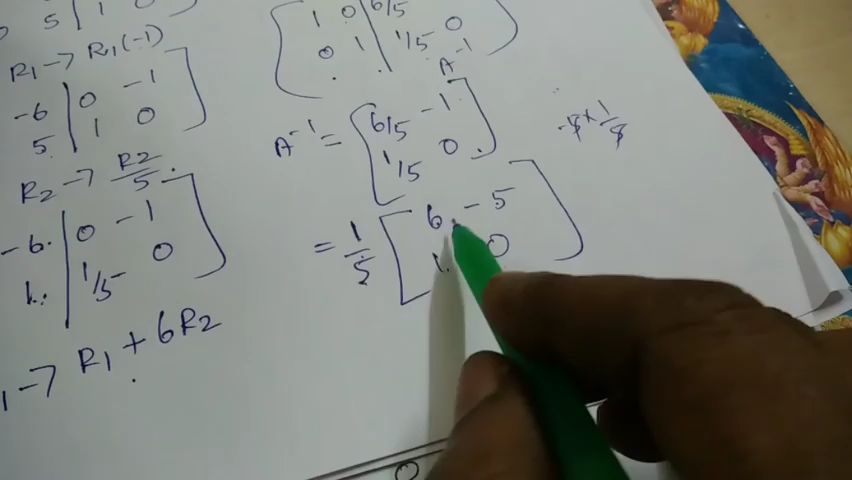 5 | 1 0
R1 → R1(-1)
-6 | 0 -1
5 | 1 0
R2 → R2/5
-6 | 0 -1
1 | 1/5 0
→ R1 + 6R2
1 0 | 6/5
0 1 | 1/5 0
A^-1
A^-1 = [6/5 -1
1/5 0]
= 1/5 [6 -5
1 0]